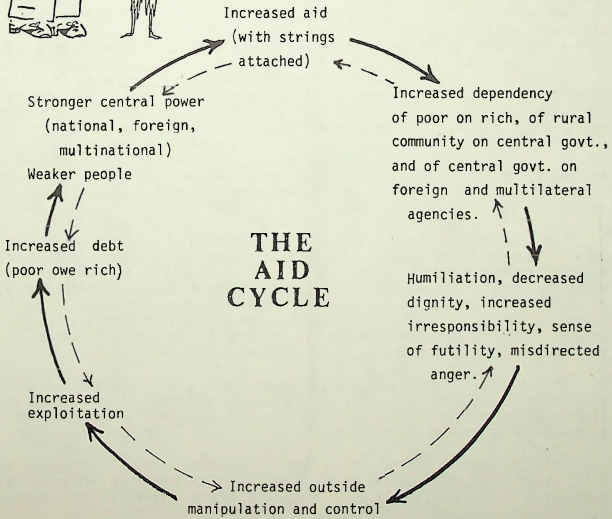 Increased aid
(with strings
attached)
Increased dependency
of poor on rich, of rural
community on central govt.,
and of central govt. on
foreign and multilateral
agencies.
Humiliation, decreased
dignity, increased
irresponsibility, sense
of futility, misdirected
anger.
Increased outside
manipulation and control
Increased
exploitation
Increased debt
(poor owe rich)
Stronger central power
(national, foreign,
multinational)
Weaker people
THE
AID
CYCLE